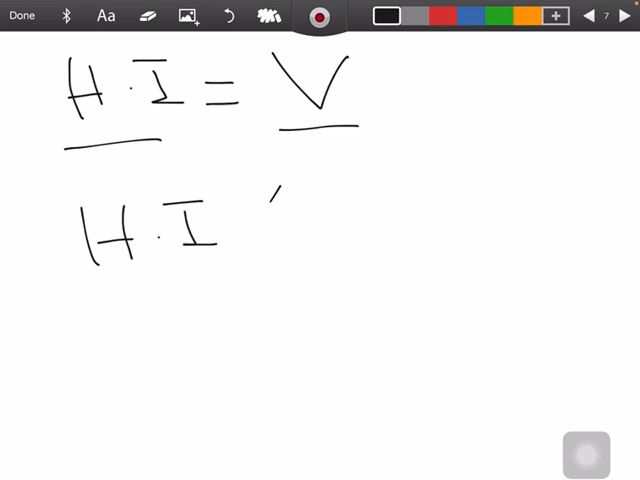 Done Aa 7
H · I = V
H · I